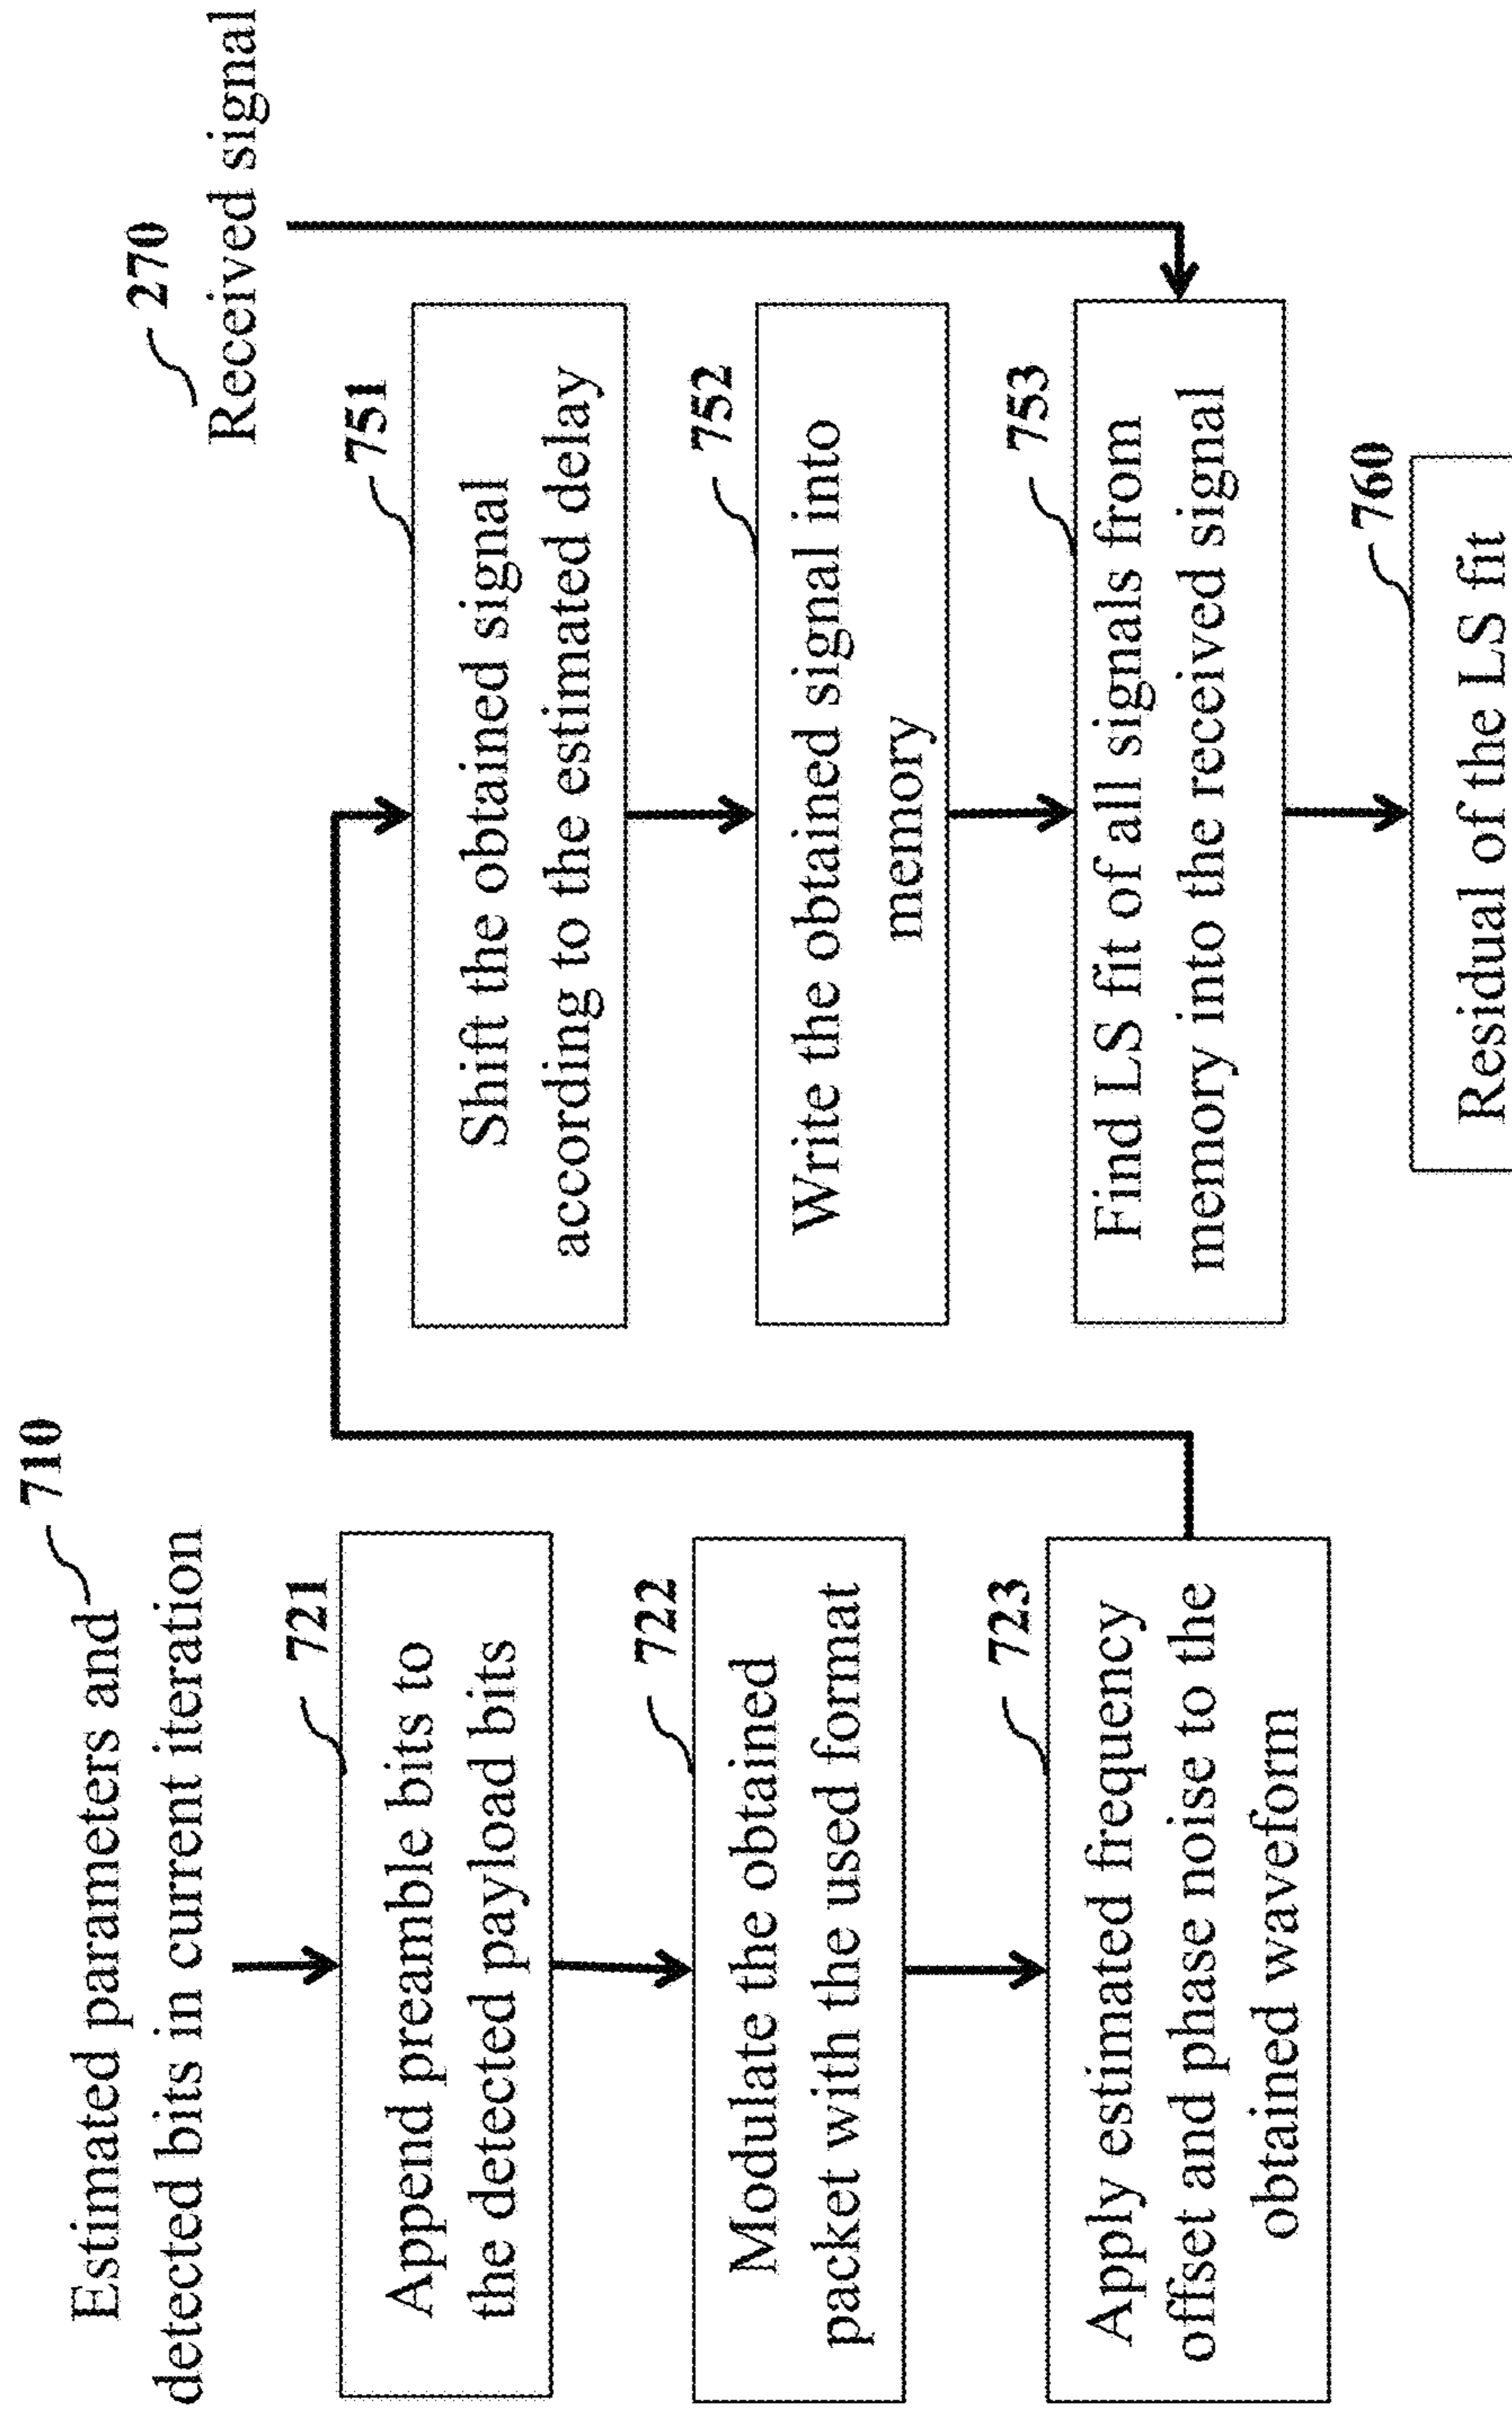 710
Estimated parameters and
detected bits in current iteration
721
Append preamble bits to
the detected payload bits
722
Modulate the obtained
packet with the used format
723
Apply estimated frequency
offset and phase noise to the
obtained waveform
270
Received signal
751
Shift the obtained signal
according to the estimated delay
752
Write the obtained signal into
memory
753
Find LS fit of all signals from
memory into the received signal
760
Residual of the LS fit